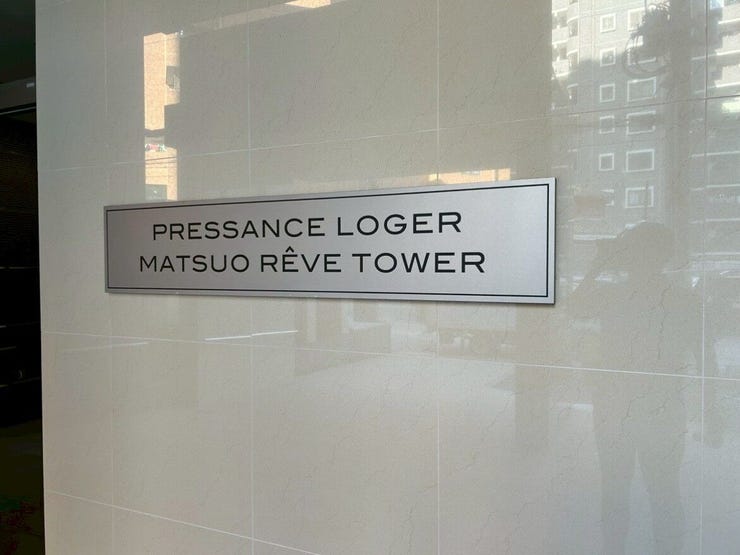 PRESSANCE LOGER
MATSUO RÊVE TOWER